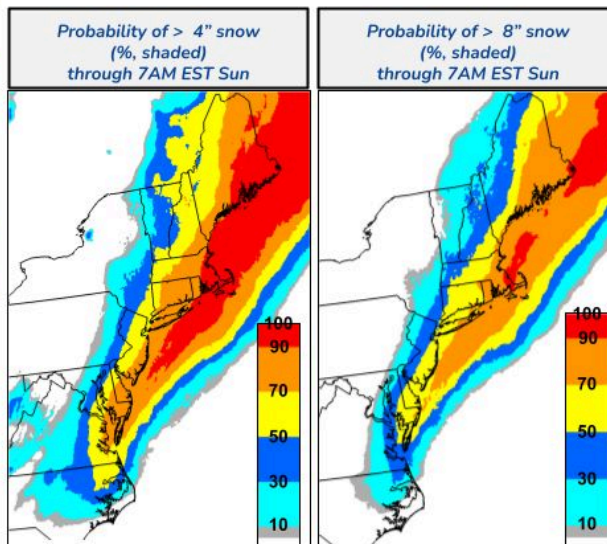 Probability of > 4” snow
(%, shaded)
through 7AM EST Sun
Probability of > 8” snow
(%, shaded)
through 7AM EST Sun
100
90
70
50
30
10
100
90
70
50
30
10